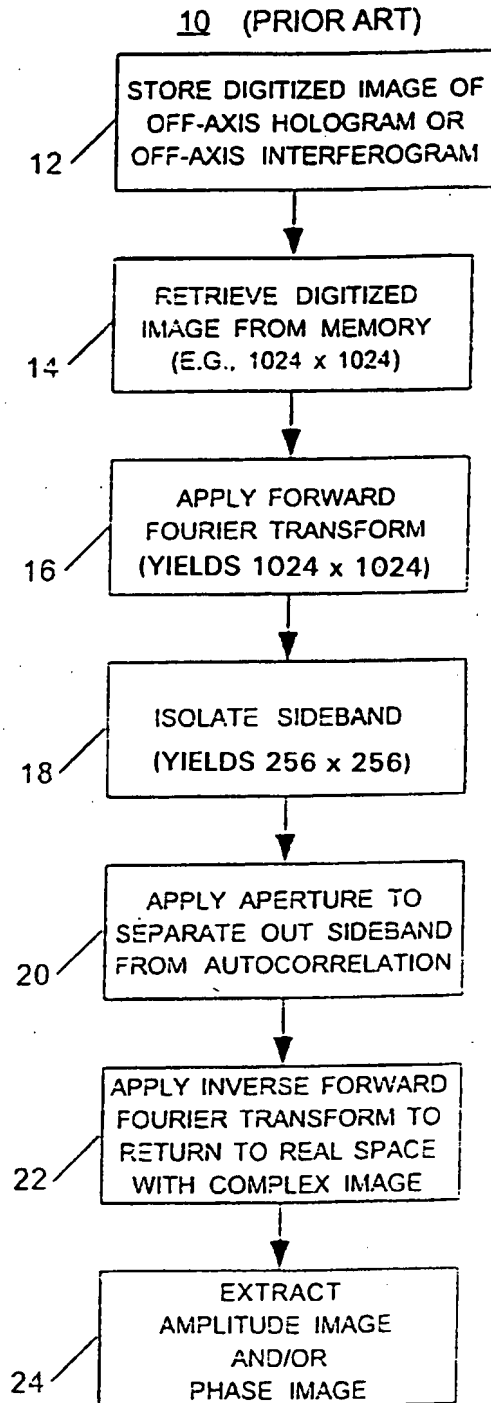 10 (PRIOR ART)
STORE DIGITIZED IMAGE OF
OFF-AXIS HOLOGRAM OR
OFF-AXIS INTERFEROGRAM
12
RETRIEVE DIGITIZED
IMAGE FROM MEMORY
(E.G., 1024 x 1024)
14
APPLY FORWARD
FOURIER TRANSFORM
(YIELDS 1024 x 1024)
16
ISOLATE SIDEBAND
(YIELDS 256 x 256)
18
APPLY APERTURE TO
SEPARATE OUT SIDEBAND
FROM AUTOCORRELATION
20
APPLY INVERSE FORWARD
FOURIER TRANSFORM TO
RETURN TO REAL SPACE
WITH COMPLEX IMAGE
22
EXTRACT
AMPLITUDE IMAGE
AND/OR
PHASE IMAGE
24